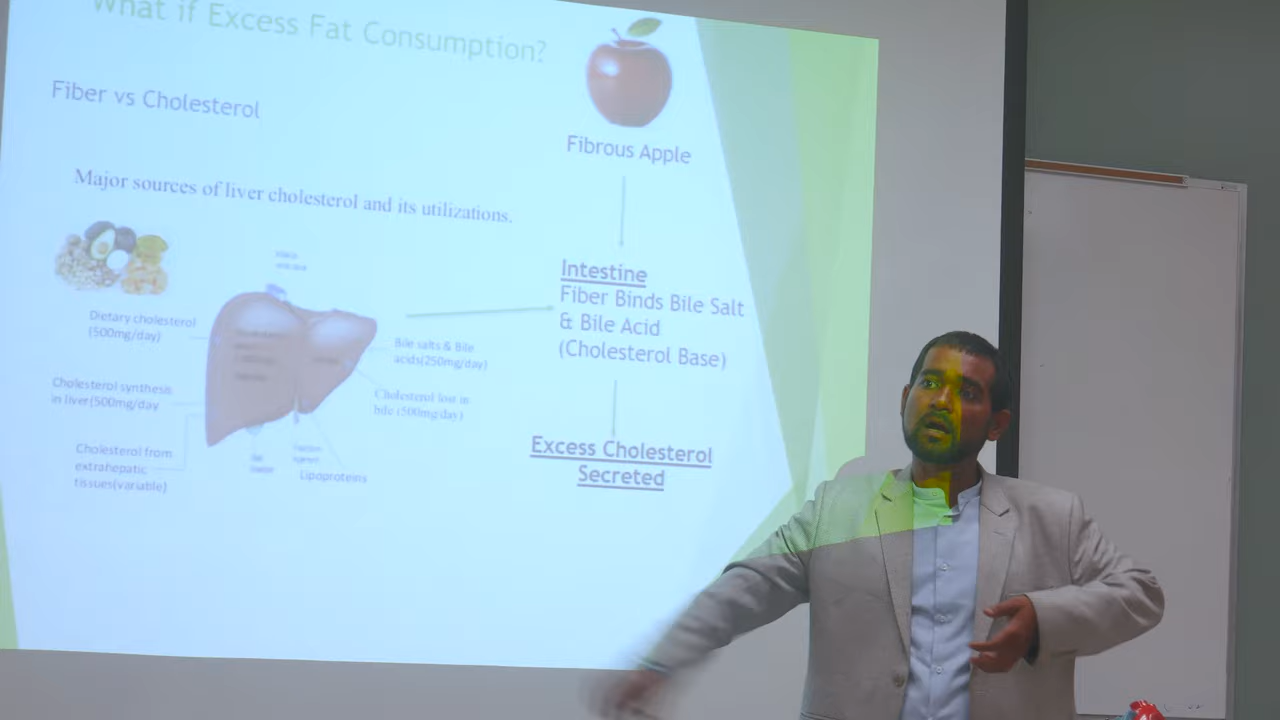 What if Excess Fat Consumption?
Fiber vs Cholesterol
Major sources of liver cholesterol and its utilizations.
Dietary cholesterol
(500mg/day)
Cholesterol synthesis
in liver(500mg/day
Cholesterol from
extrahepatic
tissues(variable)
Bile salts & Bile
acids(250mg/day)
Cholesterol lost in
bile (500mg/day)
Lipoproteins
Fibrous Apple
Intestine
Fiber Binds Bile Salt
& Bile Acid
(Cholesterol Base)
Excess Cholesterol
Secreted